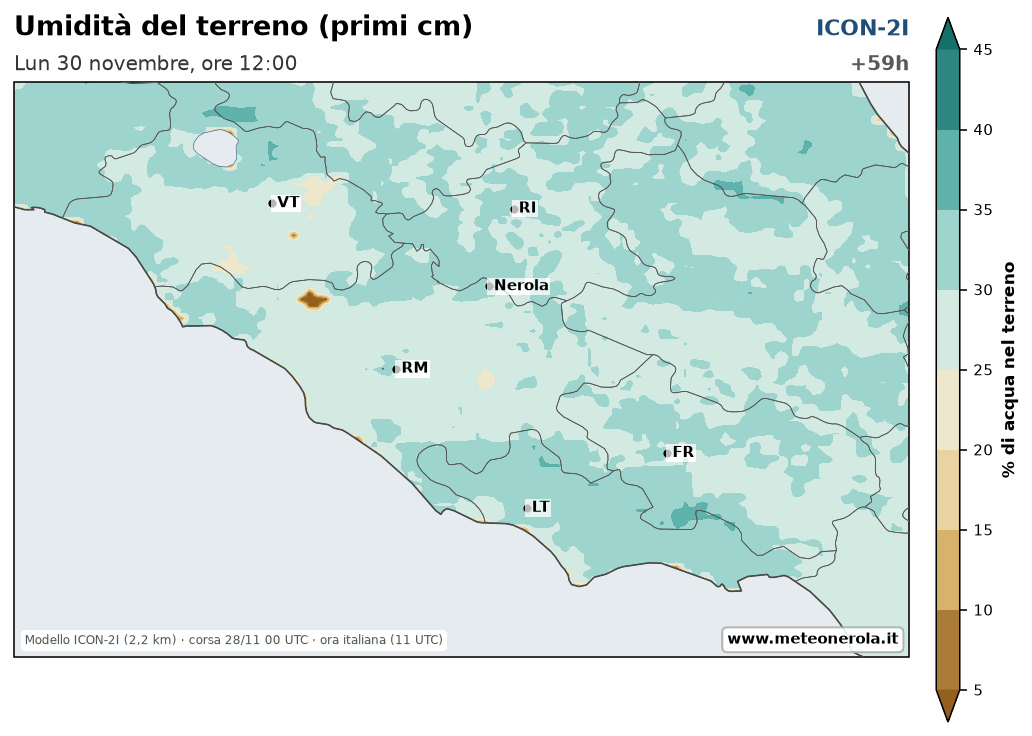 Umidità del terreno (primi cm)
ICON-2I
Lun 30 novembre, ore 12:00
+59h
45
40
35
30
25
20
15
10
5
% di acqua nel terreno
VT
RI
Nerola
RM
FR
LT
Modello ICON-2I (2,2 km) · corsa 28/11 00 UTC · ora italiana (11 UTC)
www.meteonerola.it